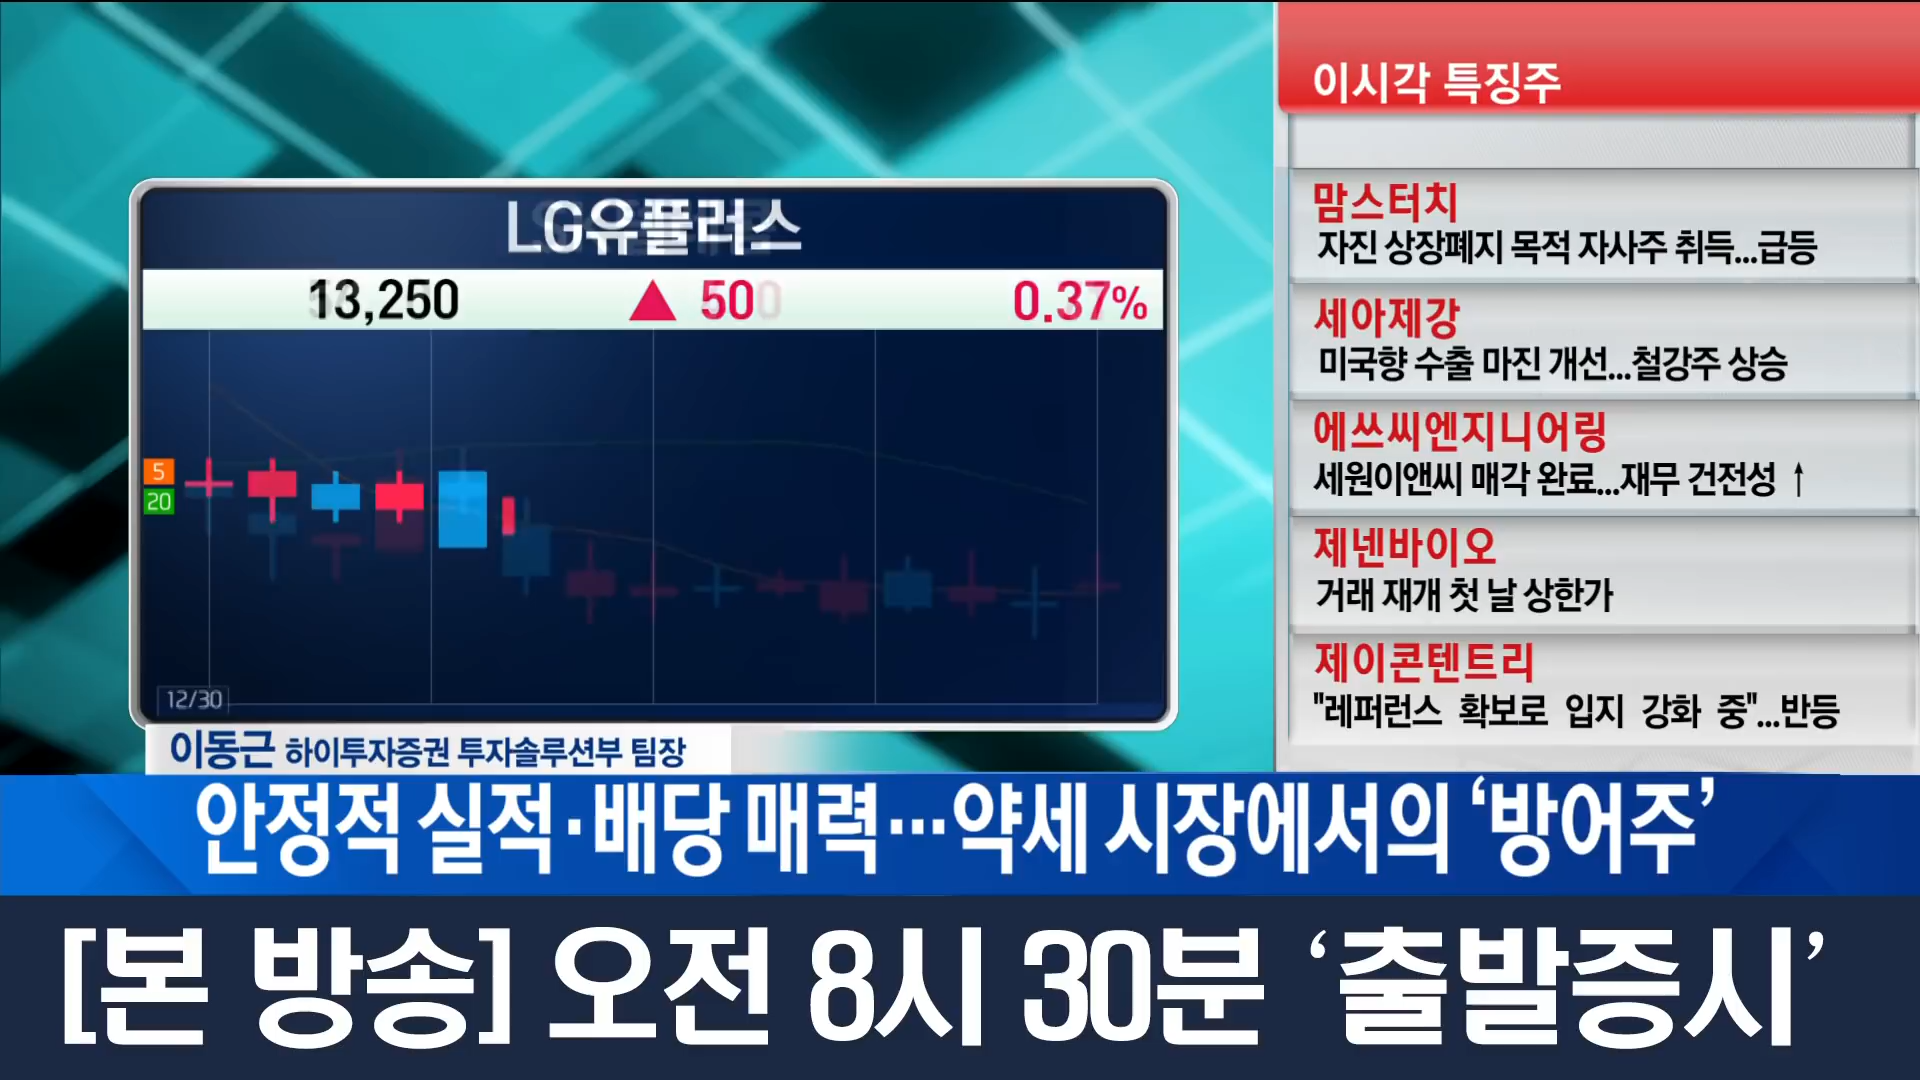 LG유플러스
13,250 ▲ 50 0.37%
5
20
12/30
이동근 하이투자증권 투자솔루션부 팀장
안정적 실적·배당 매력…약세 시장에서의 ‘방어주’
[본 방송] 오전 8시 30분 ‘출발증시’
이시각 특징주
맘스터치
자진 상장폐지 목적 자사주 취득...급등
세아제강
미국향 수출 마진 개선...철강주 상승
에쓰씨엔지니어링
세원이앤씨 매각 완료...재무 건전성 ↑
제넨바이오
거래 재개 첫 날 상한가
제이콘텐트리
"레퍼런스 확보로 입지 강화 중"...반등